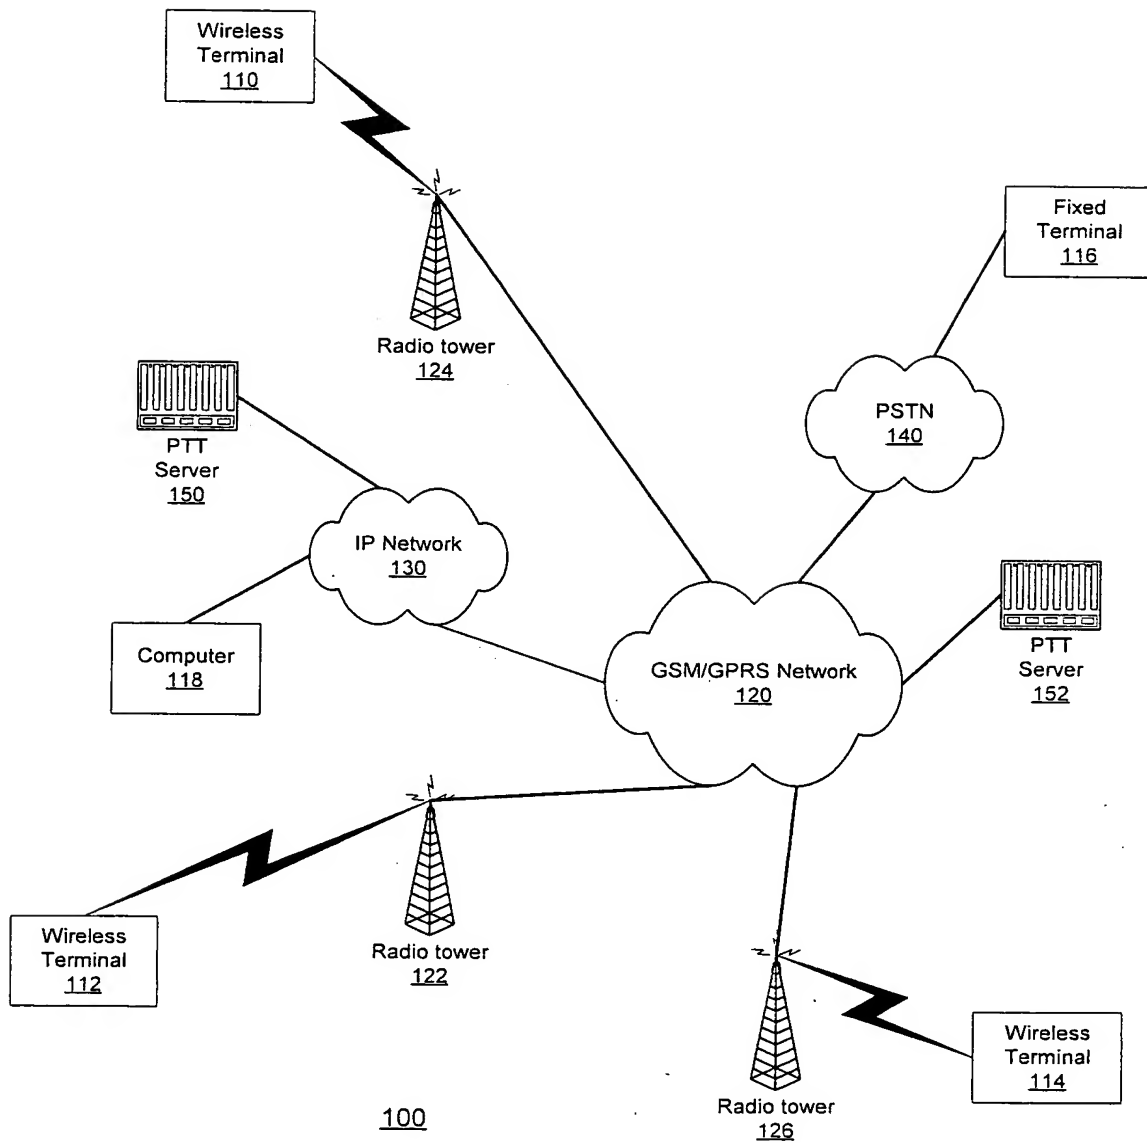 Wireless
Terminal
110
Fixed
Terminal
116
Radio tower
124
PTT
Server
150
PSTN
140
IP Network
130
Computer
118
GSM/GPRS Network
120
PTT
Server
152
Wireless
Terminal
112
Radio tower
122
Wireless
Terminal
114
Radio tower
126
100